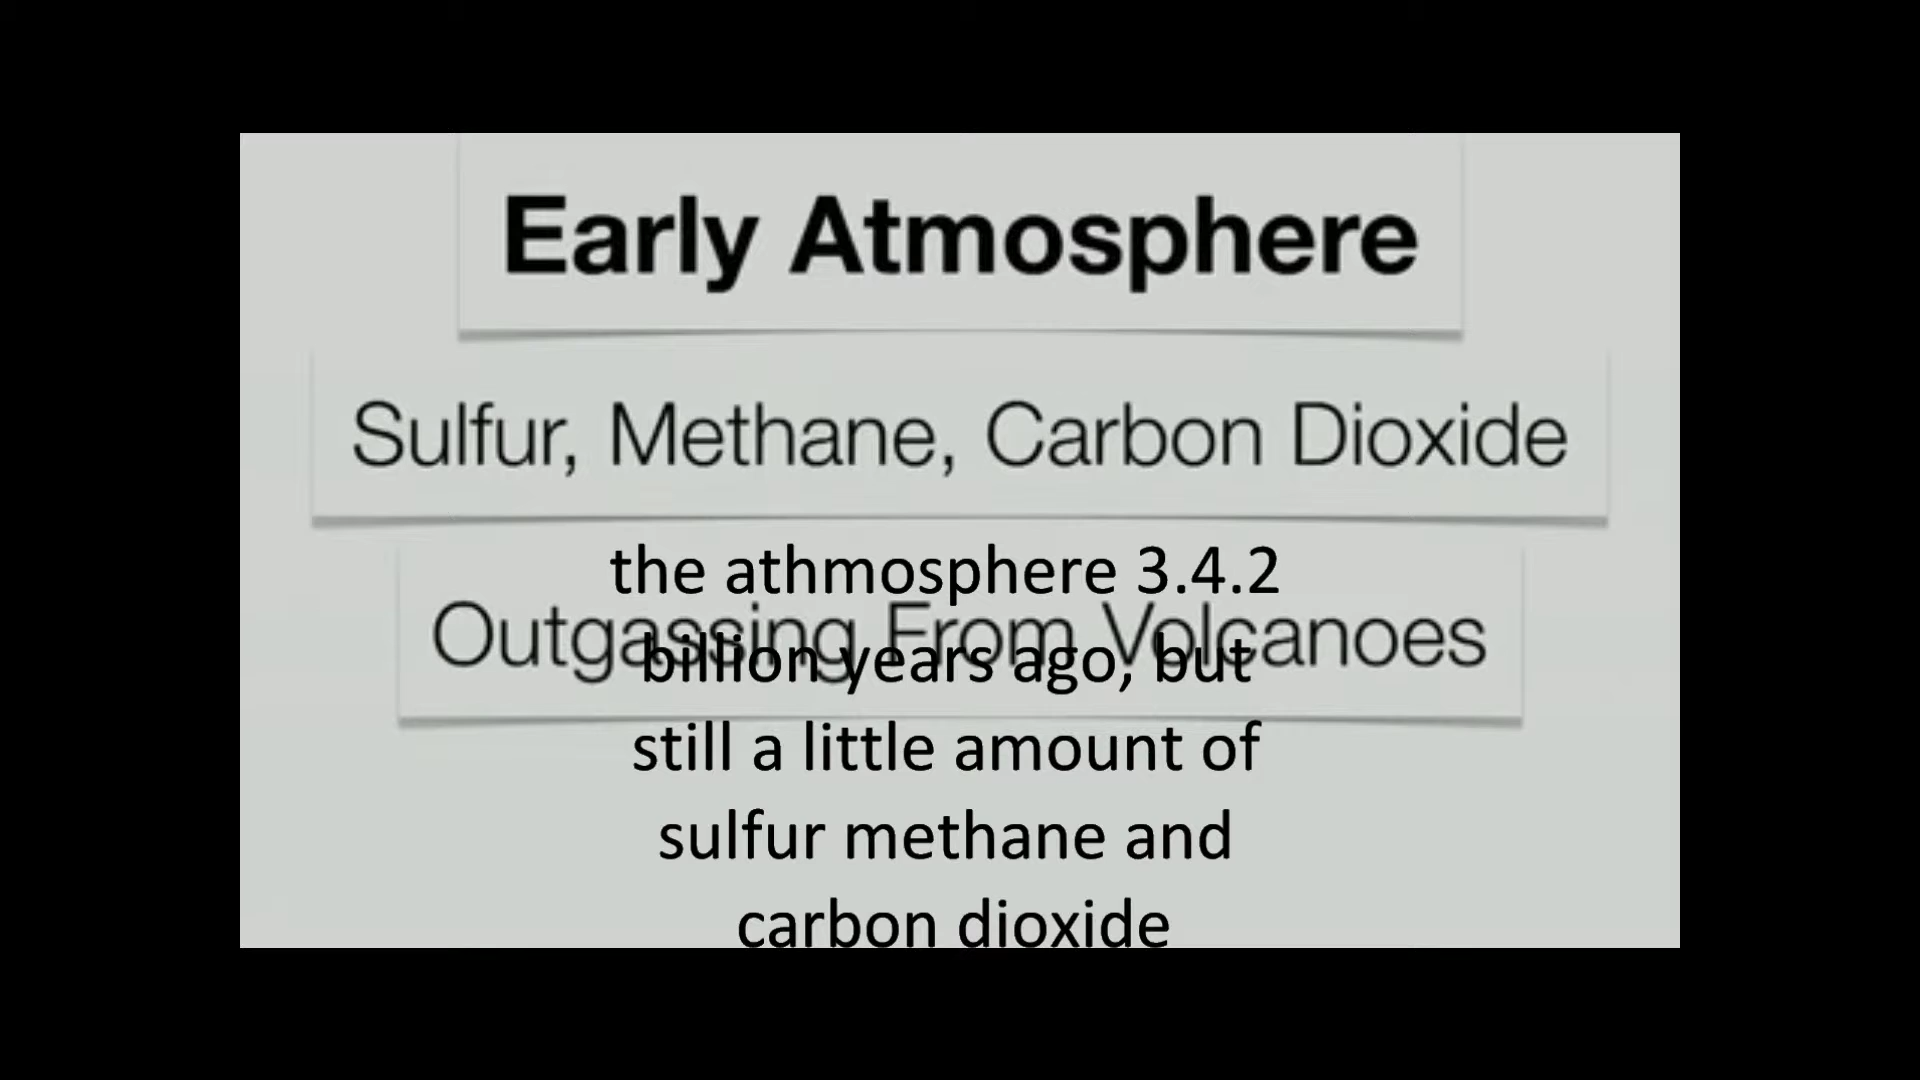 Early Atmosphere
Sulfur, Methane, Carbon Dioxide
Outgassing From Volcanoes
the athmosphere 3.4.2
billion years ago, but
still a little amount of
sulfur methane and
carbon dioxide